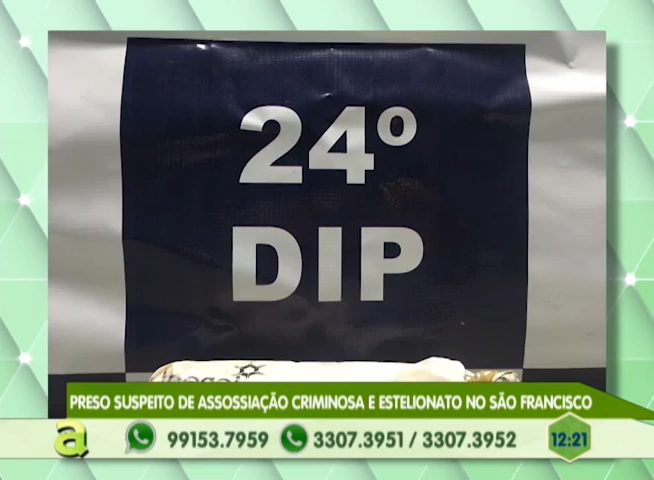 24º
DIP
PRESO SUSPEITO DE ASSOSSIAÇÃO CRIMINOSA E ESTELIONATO NO SÃO FRANCISCO
a 99153.7959 3307.3951 / 3307.3952 12:21